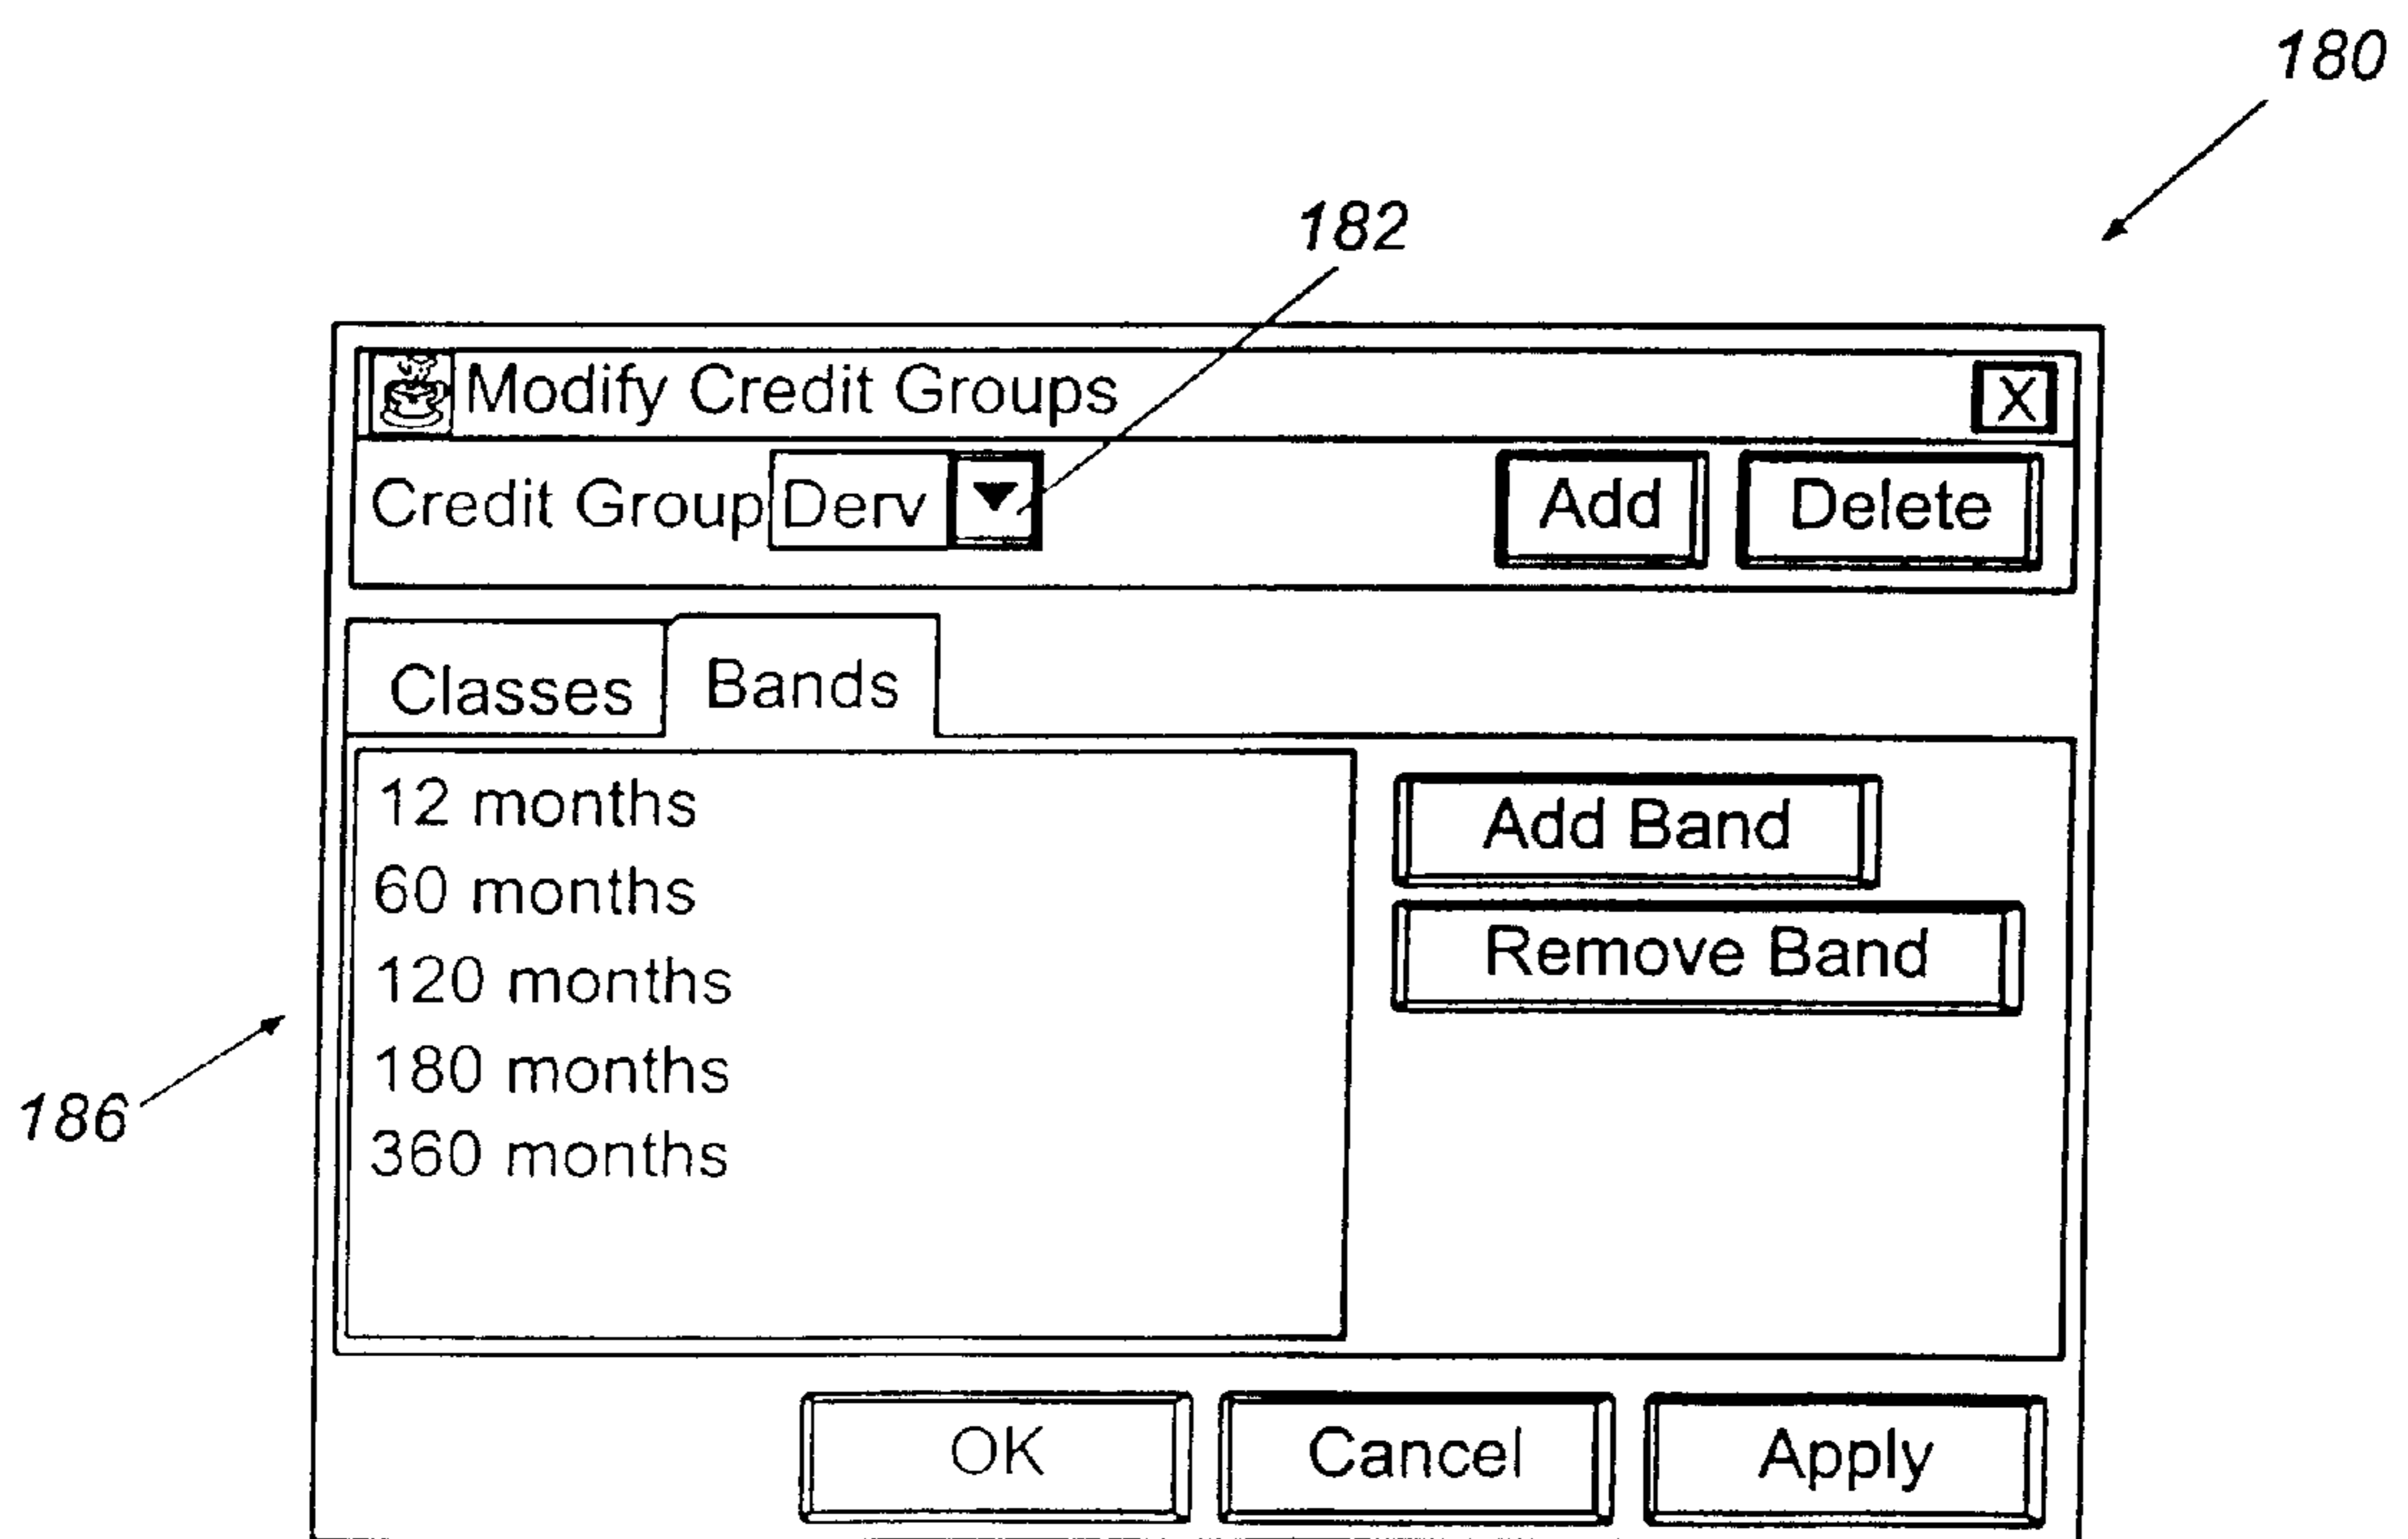 180
182
Modify Credit Groups X
Credit Group Derv Add Delete
Classes Bands
12 months
60 months
120 months
180 months
360 months
Add Band
Remove Band
186
OK Cancel Apply